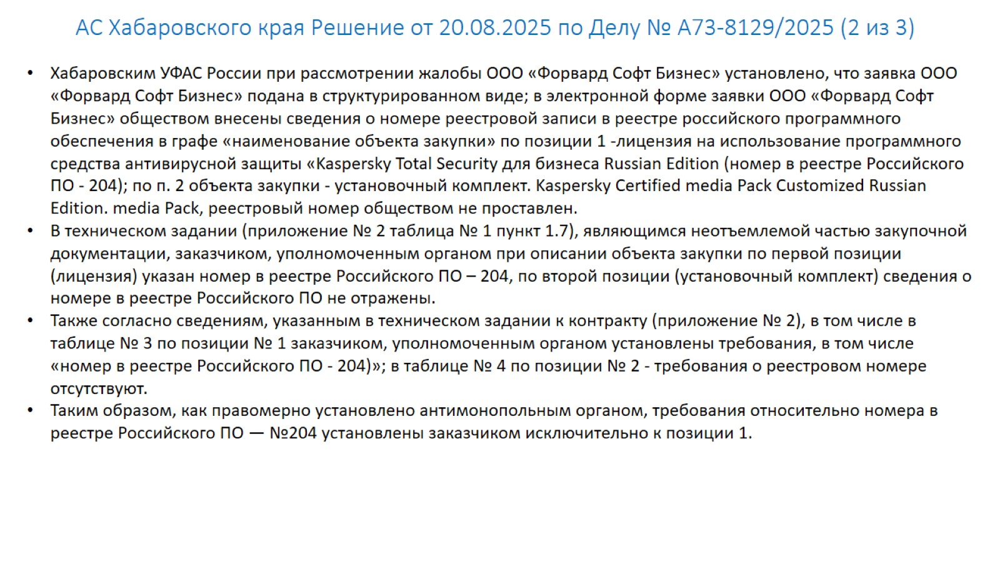 АС Хабаровского края Решение от 20.08.2025 по Делу № А73-8129/2025 (2 из 3)
• Хабаровским УФАС России при рассмотрении жалобы ООО «Форвард Софт Бизнес» установлено, что заявка ООО
«Форвард Софт Бизнес» подана в структурированном виде; в электронной форме заявки ООО «Форвард Софт
Бизнес» обществом внесены сведения о номере реестровой записи в реестре российского программного
обеспечения в графе «наименование объекта закупки» по позиции 1 -лицензия на использование программного
средства антивирусной защиты «Kaspersky Total Security для бизнеса Russian Edition (номер в реестре Российского
ПО - 204); по п. 2 объекта закупки - установочный комплект. Kaspersky Certified media Pack Customized Russian
Edition. media Pack, реестровый номер обществом не проставлен.
• В техническом задании (приложение № 2 таблица № 1 пункт 1.7), являющимся неотъемлемой частью закупочной
документации, заказчиком, уполномоченным органом при описании объекта закупки по первой позиции
(лицензия) указан номер в реестре Российского ПО – 204, по второй позиции (установочный комплект) сведения о
номере в реестре Российского ПО не отражены.
• Также согласно сведениям, указанным в техническом задании к контракту (приложение № 2), в том числе в
таблице № 3 по позиции № 1 заказчиком, уполномоченным органом установлены требования, в том числе
«номер в реестре Российского ПО - 204)»; в таблице № 4 по позиции № 2 - требования о реестровом номере
отсутствуют.
• Таким образом, как правомерно установлено антимонопольным органом, требования относительно номера в
реестре Российского ПО — №204 установлены заказчиком исключительно к позиции 1.